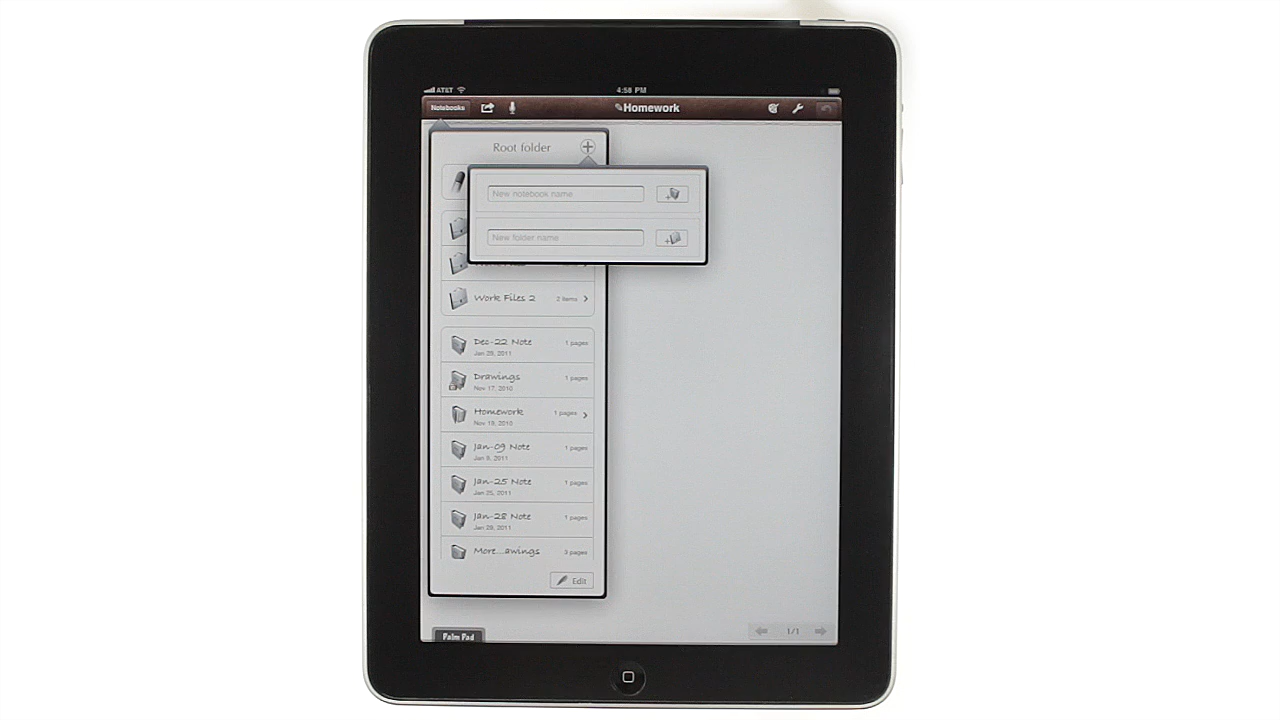 AT&T 4:58 PM
Notebooks Homework
Root folder
New notebook name
New folder name
Work Files 2 2 items
Dec-22 Note 1 pages
Jan 29, 2011
Drawings 1 pages
Nov 17, 2010
Homework 1 pages
Nov 19, 2010
Jan-09 Note 1 pages
Jan 9, 2011
Jan-25 Note 1 pages
Jan 25, 2011
Jan-28 Note 1 pages
Jan 29, 2011
More...awings 3 pages
Edit
Palm Pad 1/1